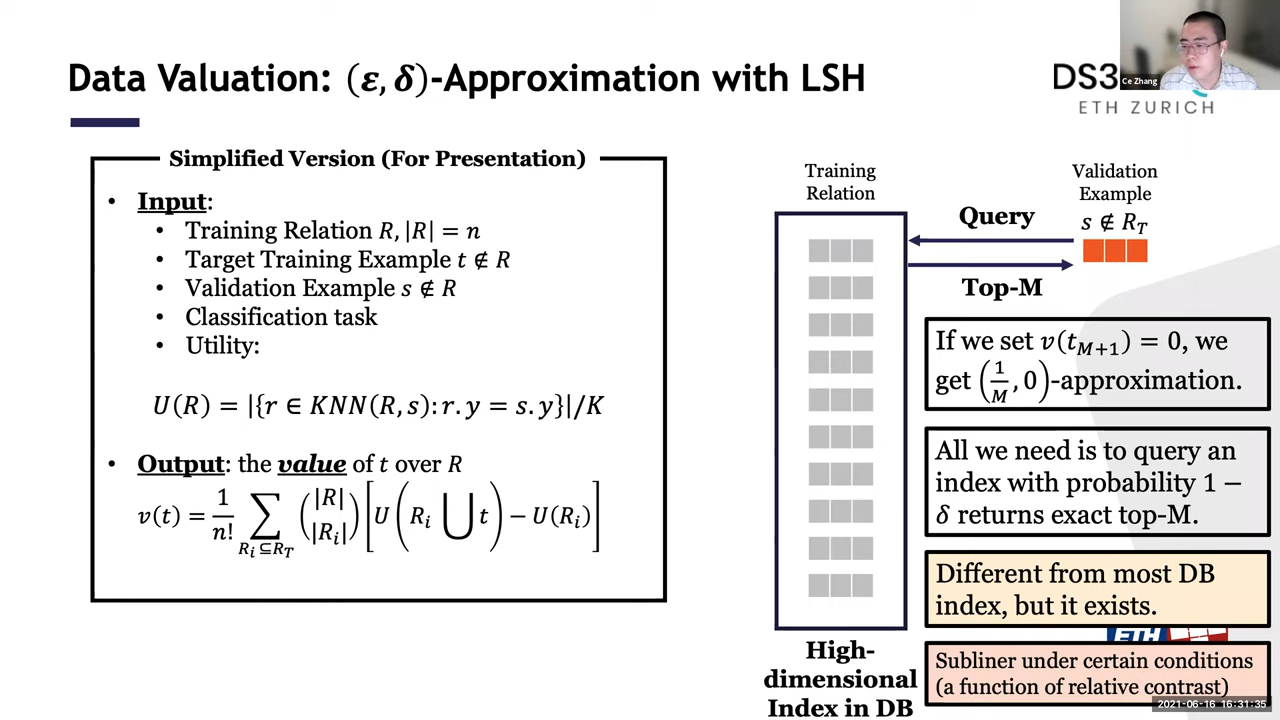 Data Valuation: (ε, δ)-Approximation with LSH
DS3
ETH ZURICH
Ce Zhang
Simplified Version (For Presentation)
• Input:
• Training Relation R, |R| = n
• Target Training Example t ∉ R
• Validation Example s ∉ R
• Classification task
• Utility:
U(R) = |{r ∈ KNN(R, s): r. y = s. y}|/K
• Output: the value of t over R
v(t) = 1/n! ∑_{R_i ⊆ R_T} (|R| |R_i|) [U(R_i ⋃ t) − U(R_i)]
Training
Relation
Validation
Example
s ∉ R_T
Query
Top-M
If we set v(t_{M+1}) = 0, we
get (1/M, 0)-approximation.
All we need is to query an
index with probability 1 −
δ returns exact top-M.
Different from most DB
index, but it exists.
ETH
Subliner under certain conditions
(a function of relative contrast)
High-
dimensional
Index in DB
2021-06-16 16:31:35